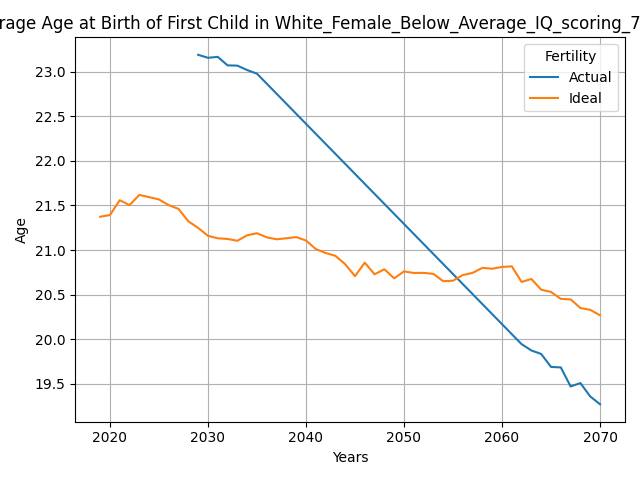 Age at Birth of First Child in White_Female_Below_Average_IQ_scoring_7
Fertility
Actual
Ideal
23.0
22.5
22.0
21.5
21.0
20.5
20.0
19.5
Age
2020 2030 2040 2050 2060 2070
Years